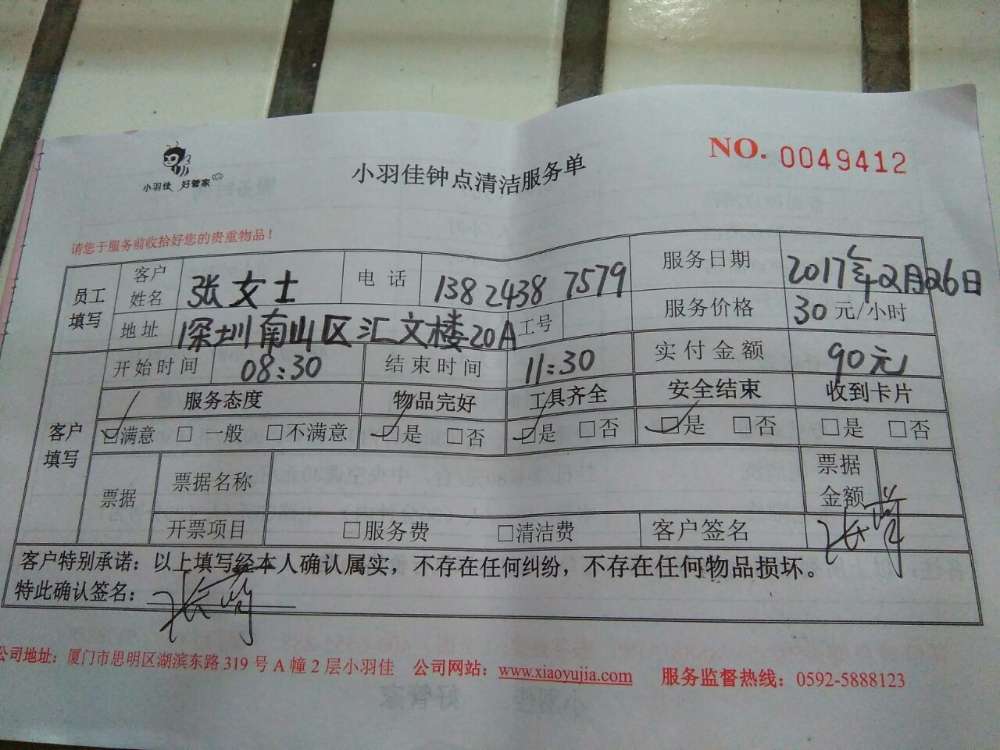 小羽佳 好管家
小羽佳钟点清洁服务单
NO. 0049412
请您于服务前收拾好您的贵重物品！
员工填写 客户姓名 张女士 电话 13824387579 服务日期 2017年2月26日
地址 深圳南山区汇文楼20A 工号 服务价格 30元/小时
客户填写 开始时间 08:30 结束时间 11:30 实付金额 90元
服务态度 物品完好 工具齐全 安全结束 收到卡片
☑满意 □一般 □不满意 ☑是 □否 ☑是 □否 ☑是 □否 □是 □否
票据 票据名称 票据金额
开票项目 □服务费 □清洁费 客户签名
客户特别承诺：以上填写经本人确认属实，不存在任何纠纷，不存在任何物品损坏。
特此确认签名：
公司地址：厦门市思明区湖滨东路319号A幢2层小羽佳 公司网站：www.xiaoyujia.com 服务监督热线：0592-5888123